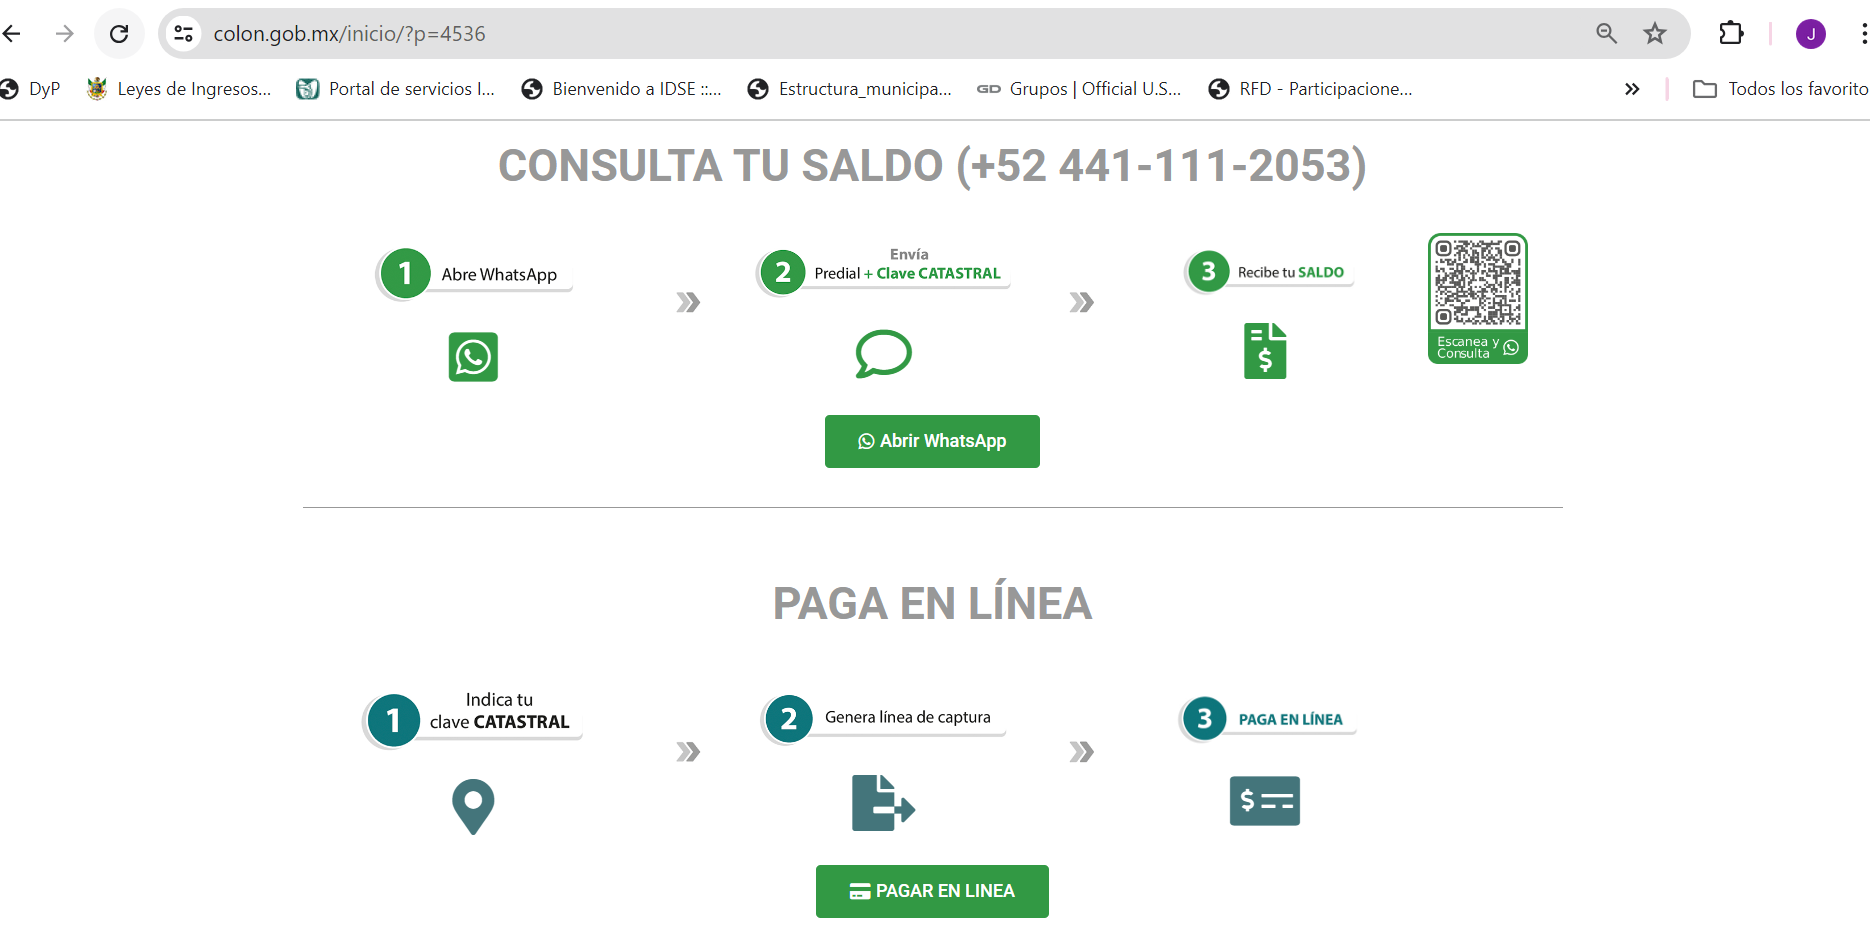 colon.gob.mx/inicio/?p=4536
J
DyP
Leyes de Ingresos...
Portal de servicios I...
Bienvenido a IDSE ::...
Estructura_municipa...
GD Grupos | Official U.S...
RFD - Participacione...
»
Todos los favorito
CONSULTA TU SALDO (+52 441-111-2053)
1 Abre WhatsApp
2 Envía
Predial + Clave CATASTRAL
3 Recibe tu SALDO
Escanea y
Consulta
$
Abrir WhatsApp
PAGA EN LÍNEA
1 Indica tu
clave CATASTRAL
2 Genera línea de captura
3 PAGA EN LÍNEA
$
PAGAR EN LINEA